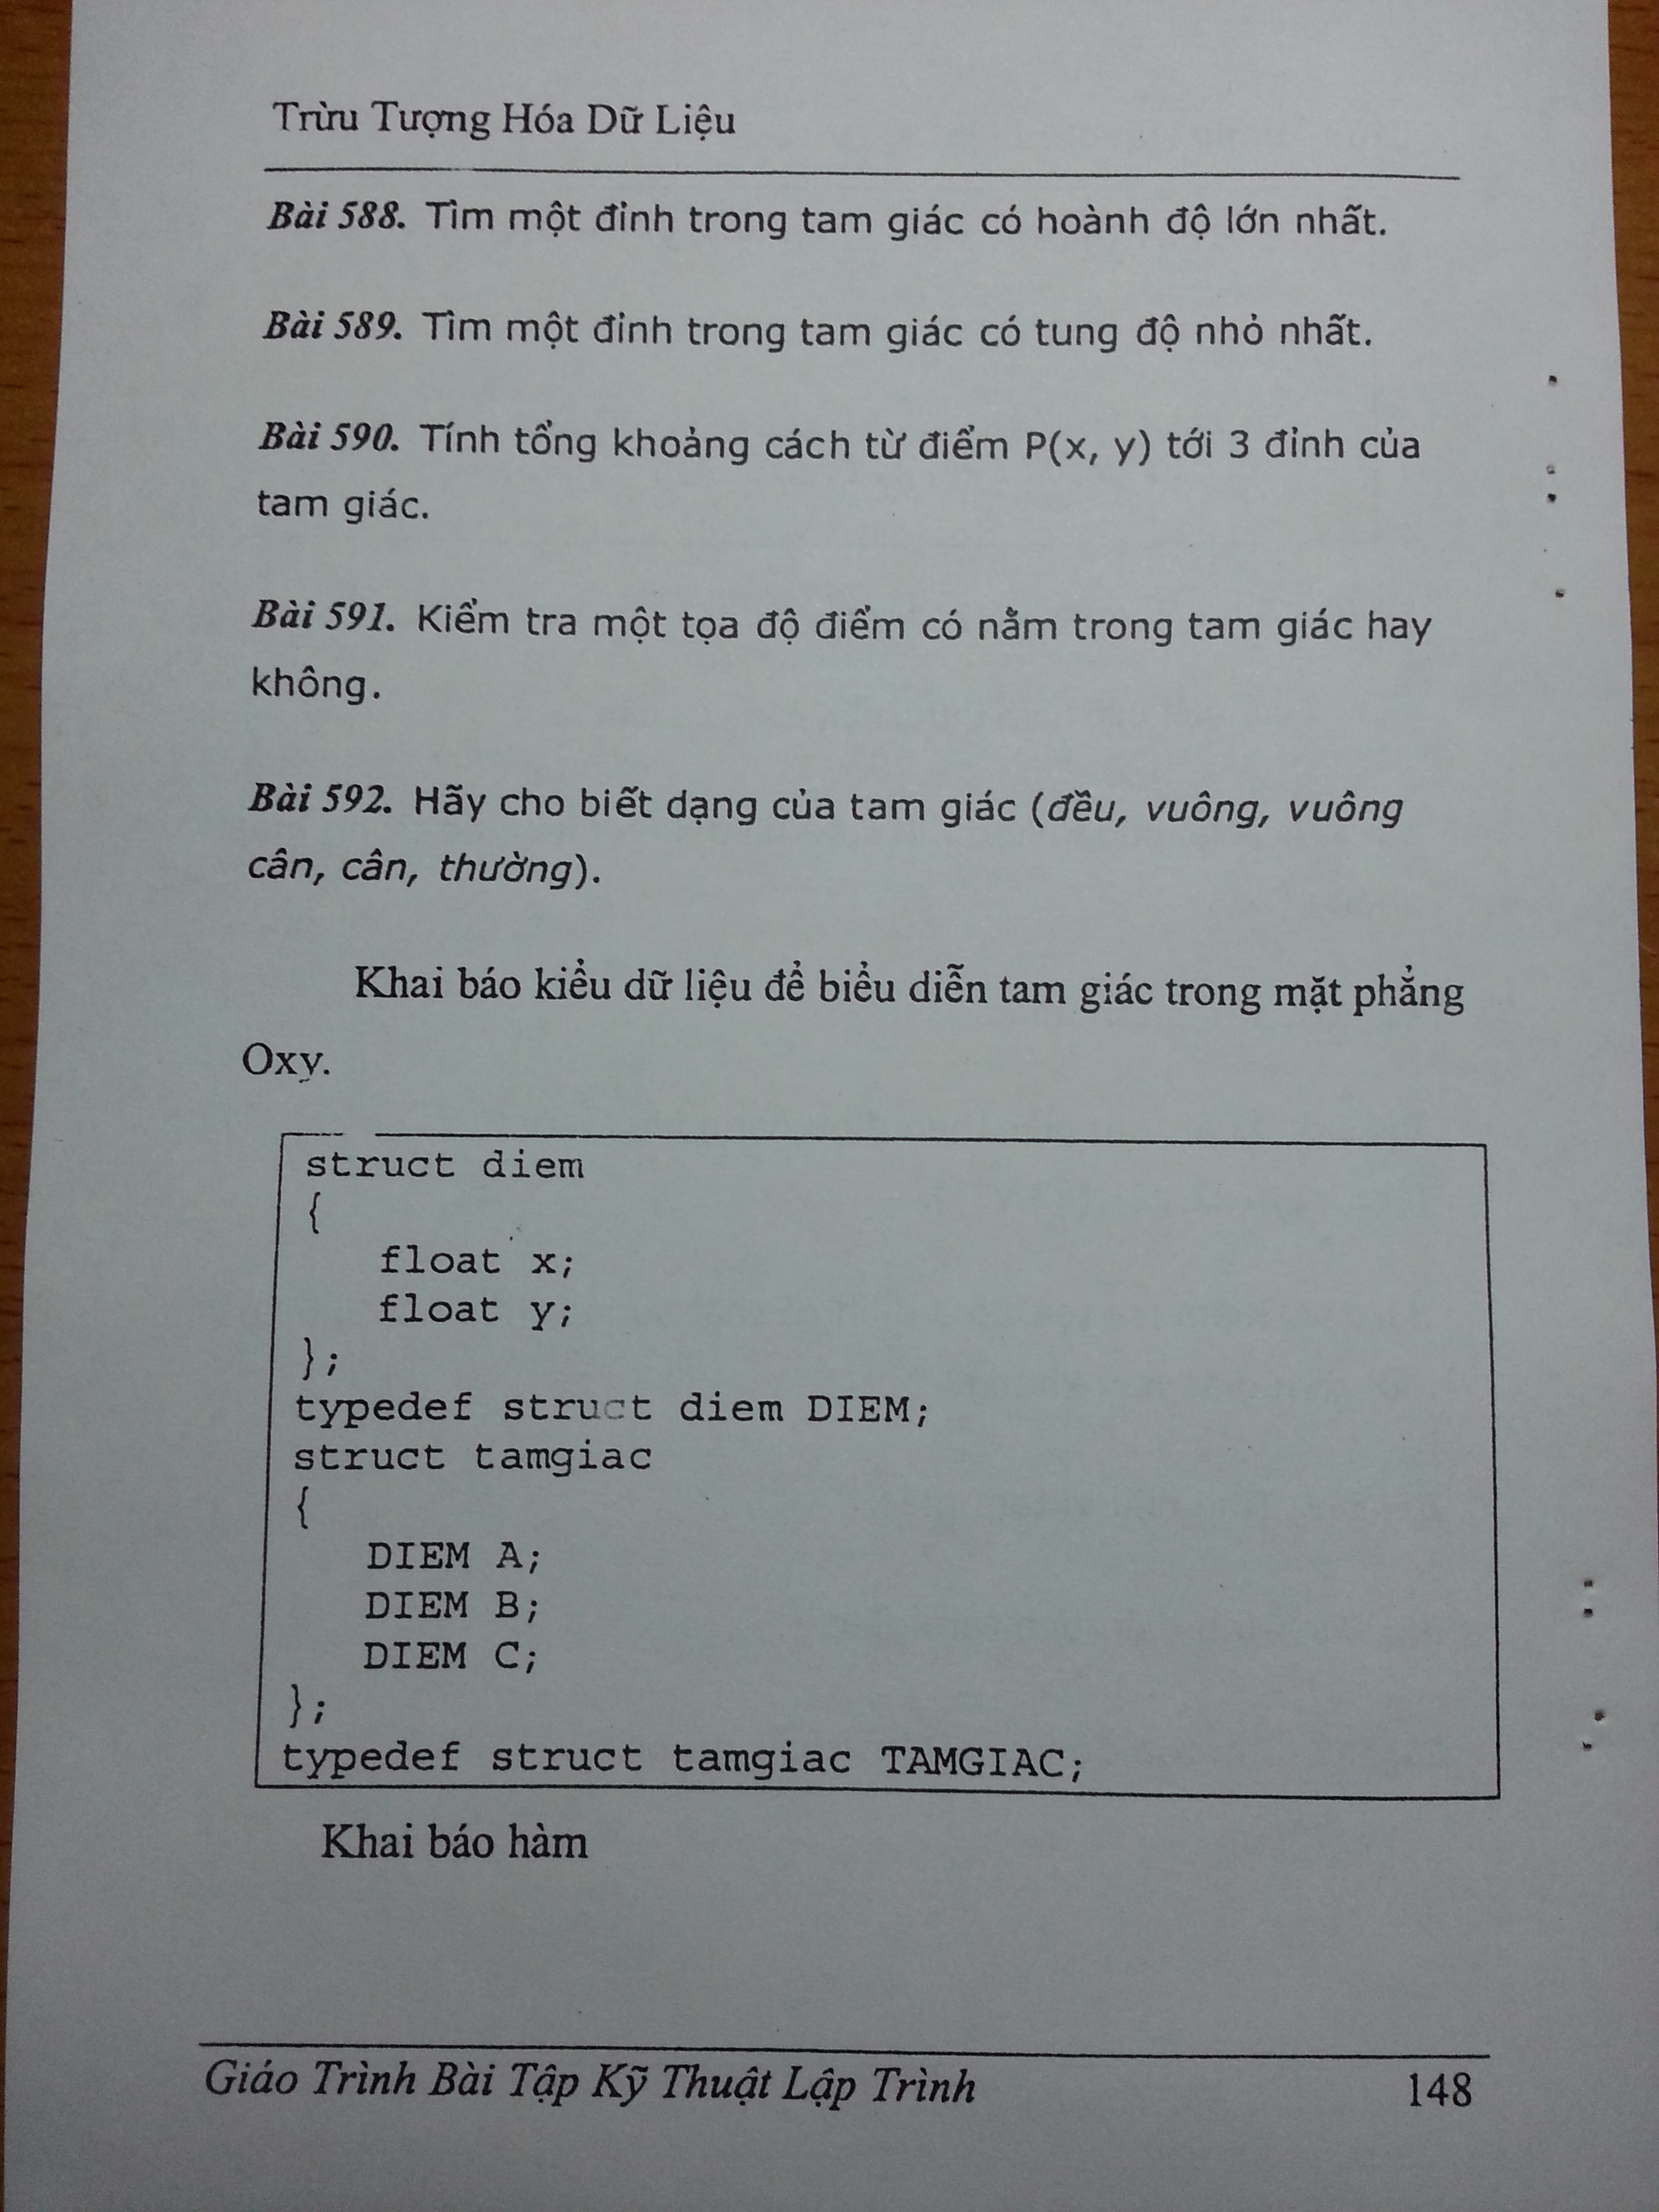 Trừu Tượng Hóa Dữ Liệu
Bài 588. Tìm một đỉnh trong tam giác có hoành độ lớn nhất.
Bài 589. Tìm một đỉnh trong tam giác có tung độ nhỏ nhất.
Bài 590. Tính tổng khoảng cách từ điểm P(x, y) tới 3 đỉnh của
tam giác.
Bài 591. Kiểm tra một tọa độ điểm có nằm trong tam giác hay
không.
Bài 592. Hãy cho biết dạng của tam giác (đều, vuông, vuông
cân, cân, thường).
Khai báo kiểu dữ liệu để biểu diễn tam giác trong mặt phẳng
Oxy.
struct diem
{
float x;
float y;
};
typedef struct diem DIEM;
struct tamgiac
{
DIEM A;
DIEM B;
DIEM C;
};
typedef struct tamgiac TAMGIAC;
Khai báo hàm
Giáo Trình Bài Tập Kỹ Thuật Lập Trình 148